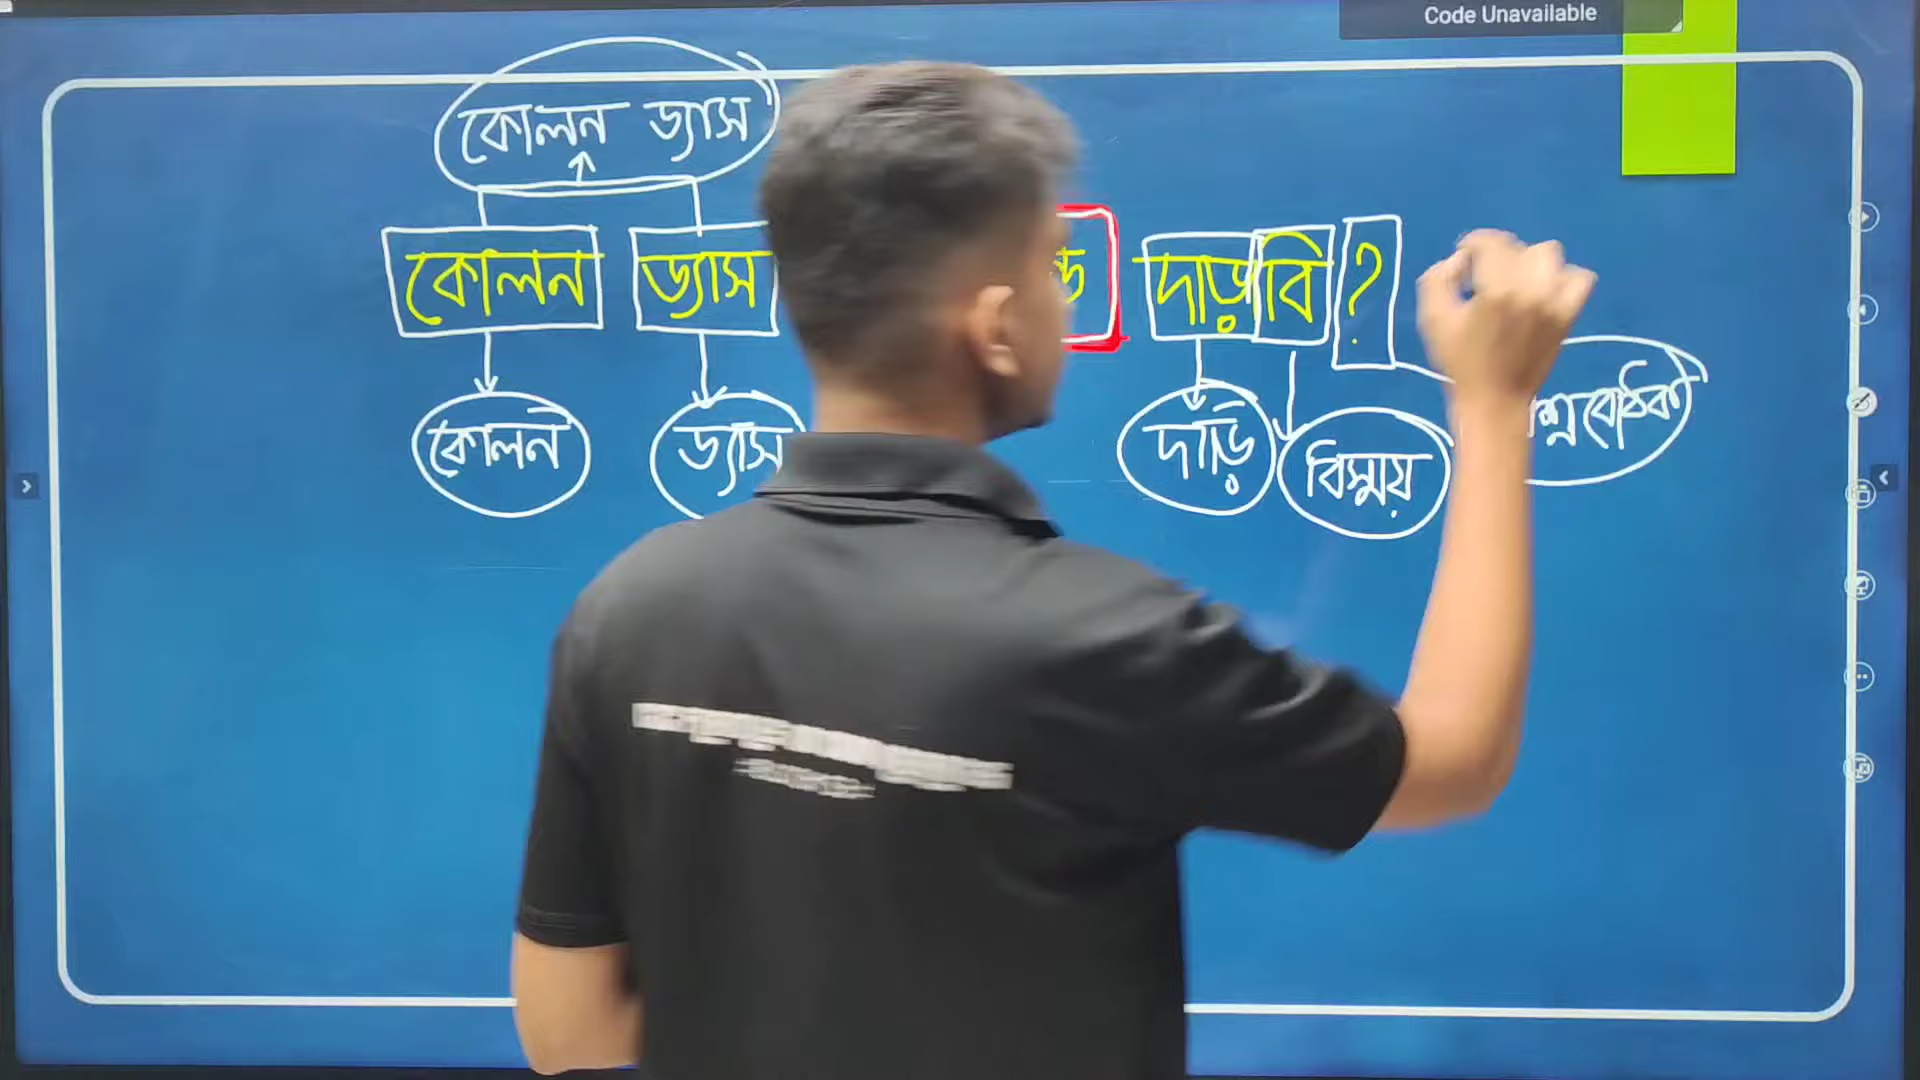 Code Unavailable
কোলন ড্যাস
কোলন ড্যাস দাড়িবি ?
কোলন ড্যাস দাড়ি বিস্ময়